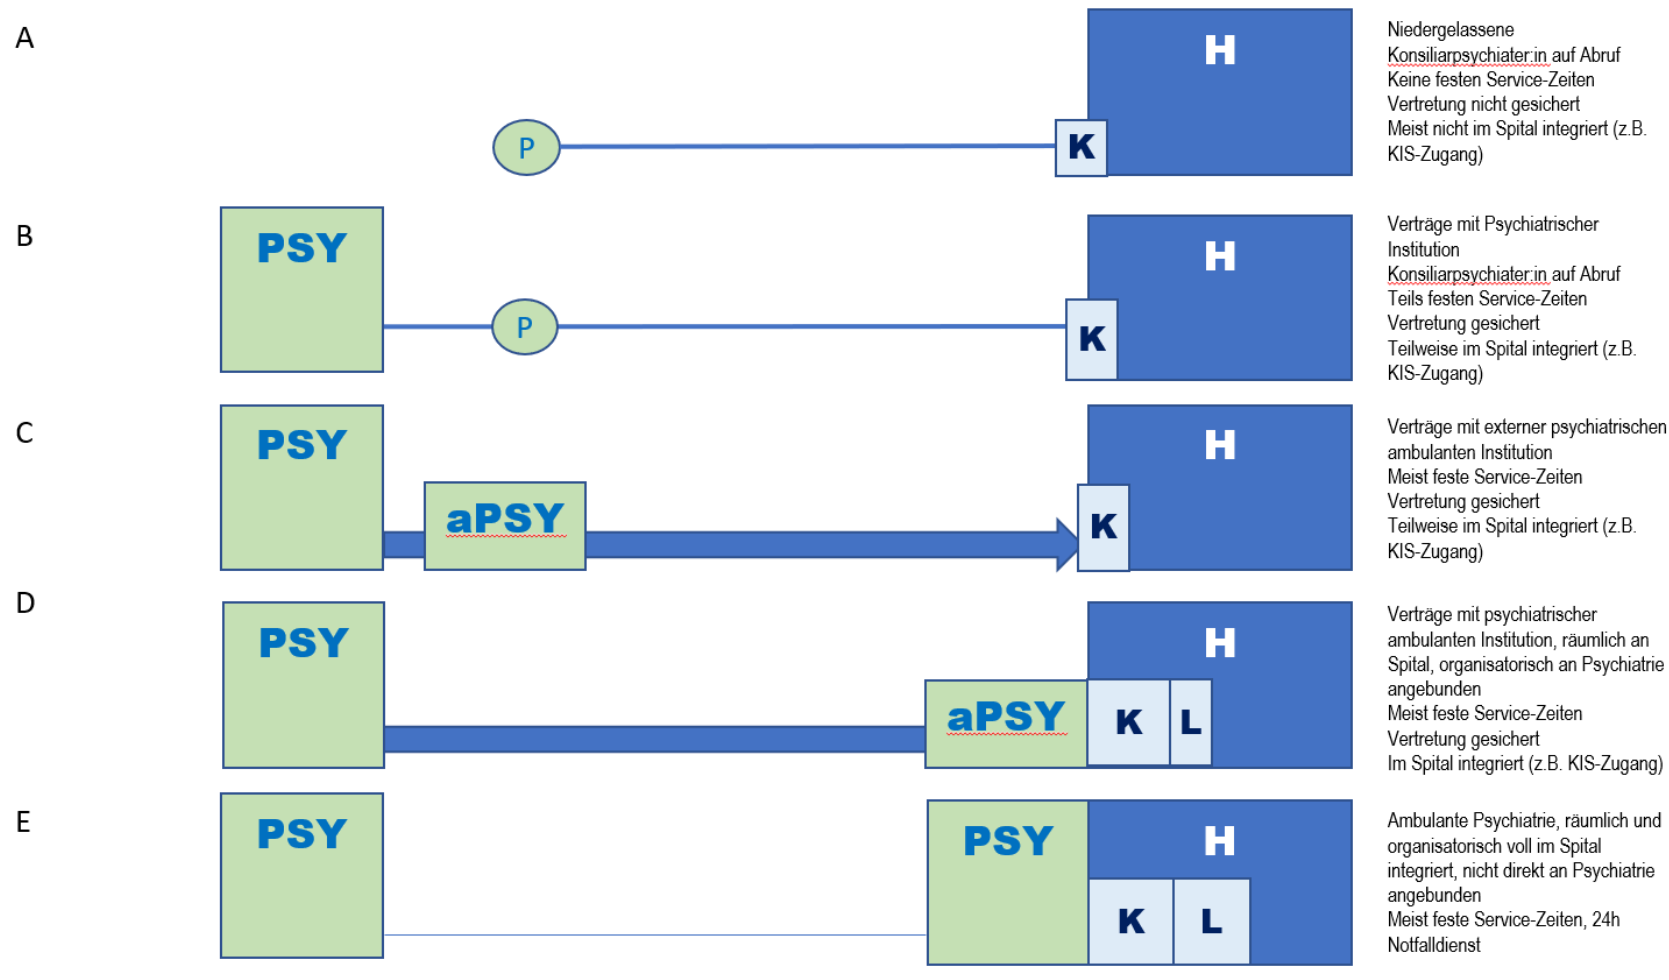 A
H
P
K
Niedergelassene
Konsiliarpsychiater:in auf Abruf
Keine festen Service-Zeiten
Vertretung nicht gesichert
Meist nicht im Spital integriert (z.B.
KIS-Zugang)
B
PSY
P
H
K
Verträge mit Psychiatrischer
Institution
Konsiliarpsychiater:in auf Abruf
Teils festen Service-Zeiten
Vertretung gesichert
Teilweise im Spital integriert (z.B.
KIS-Zugang)
C
PSY
aPSY
H
K
Verträge mit externer psychiatrischen
ambulanten Institution
Meist feste Service-Zeiten
Vertretung gesichert
Teilweise im Spital integriert (z.B.
KIS-Zugang)
D
PSY
aPSY
H
K
L
Verträge mit psychiatrischer
ambulanten Institution, räumlich an
Spital, organisatorisch an Psychiatrie
angebunden
Meist feste Service-Zeiten
Vertretung gesichert
Im Spital integriert (z.B. KIS-Zugang)
E
PSY
PSY
H
K
L
Ambulante Psychiatrie, räumlich und
organisatorisch voll im Spital
integriert, nicht direkt an Psychiatrie
angebunden
Meist feste Service-Zeiten, 24h
Notfalldienst